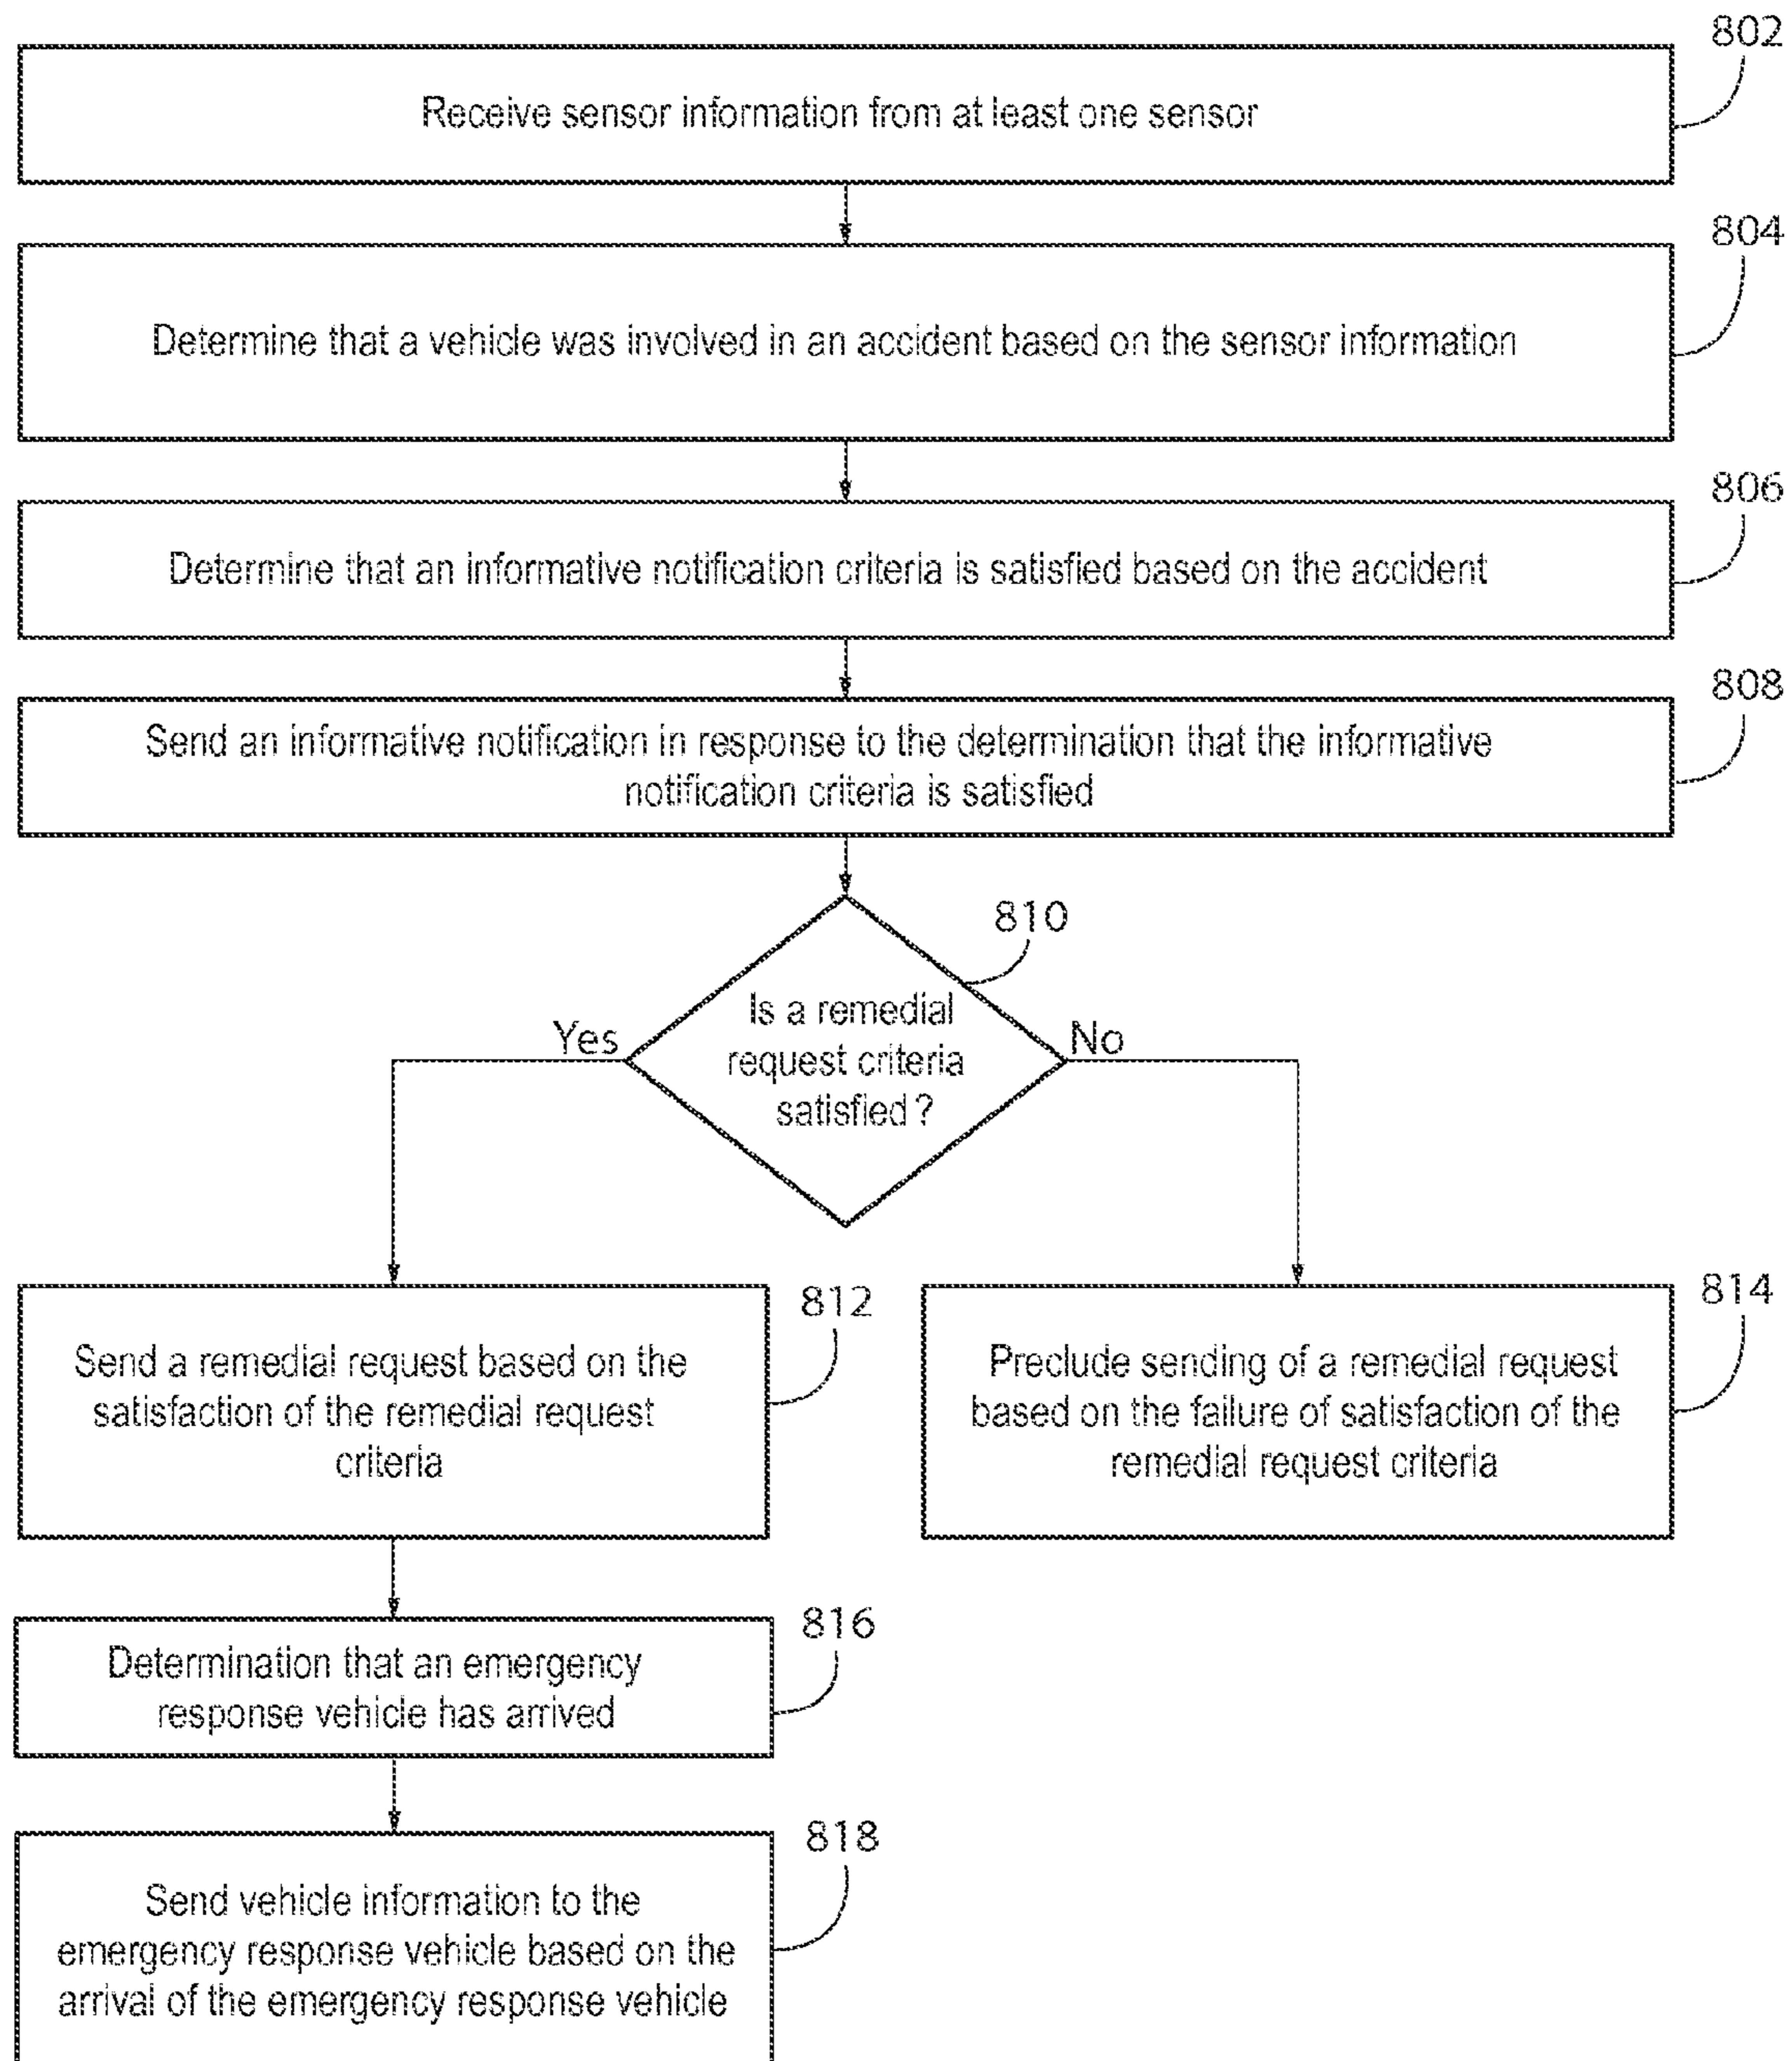 802
Receive sensor information from at least one sensor
804
Determine that a vehicle was involved in an accident based on the sensor information
806
Determine that an informative notification criteria is satisfied based on the accident
808
Send an informative notification in response to the determination that the informative
notification criteria is satisfied
810
Is a remedial
request criteria
satisfied?
Yes
No
812
Send a remedial request based on the
satisfaction of the remedial request
criteria
814
Preclude sending of a remedial request
based on the failure of satisfaction of the
remedial request criteria
816
Determination that an emergency
response vehicle has arrived
818
Send vehicle information to the
emergency response vehicle based on the
arrival of the emergency response vehicle